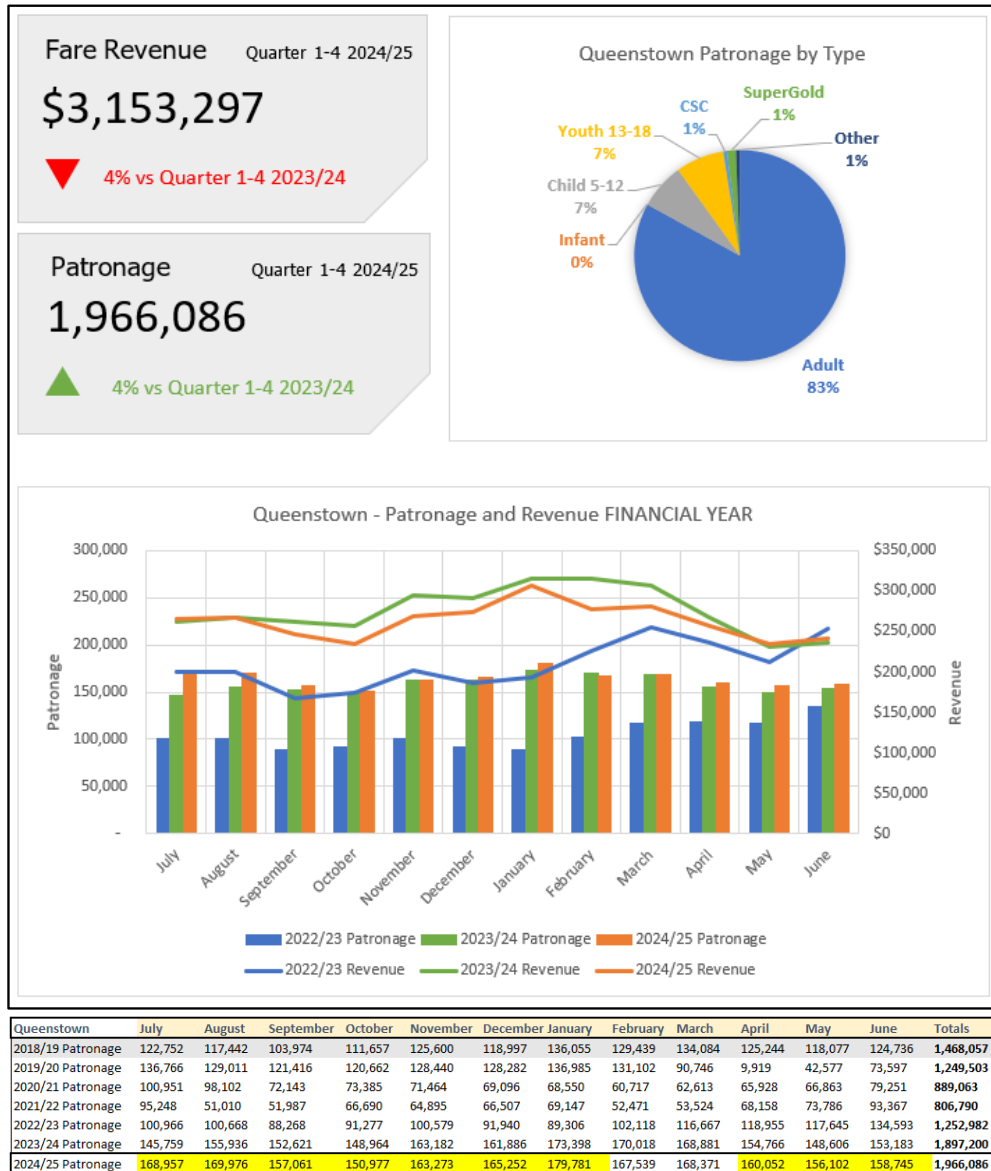 Fare Revenue Quarter 1-4 2024/25
$3,153,297
4% vs Quarter 1-4 2023/24
Patronage Quarter 1-4 2024/25
1,966,086
4% vs Quarter 1-4 2023/24
Queenstown Patronage by Type
SuperGold
1%
CSC
1%
Other
1%
Youth 13-18
7%
Child 5-12
7%
Infant
0%
Adult
83%
Queenstown - Patronage and Revenue FINANCIAL YEAR
300,000 $350,000
250,000 $300,000
200,000 $250,000
150,000 $200,000
100,000 $150,000
50,000 $100,000
- $50,000
$0
Patronage
Revenue
July August September October November December January February March April May June
2022/23 Patronage 2023/24 Patronage 2024/25 Patronage
2022/23 Revenue 2023/24 Revenue 2024/25 Revenue
Queenstown July August September October November December January February March April May June Totals
2018/19 Patronage 122,752 117,442 103,974 111,657 125,600 118,997 136,055 129,439 134,084 125,244 118,077 124,736 1,468,057
2019/20 Patronage 136,766 129,011 121,416 120,662 128,440 128,282 136,985 131,102 90,746 9,919 42,577 73,597 1,249,503
2020/21 Patronage 100,951 98,102 72,143 73,385 71,464 69,096 68,550 60,717 62,613 65,928 66,863 79,251 889,063
2021/22 Patronage 95,248 51,010 51,987 66,690 64,895 66,507 69,147 52,471 53,524 68,158 73,786 93,367 806,790
2022/23 Patronage 100,966 100,668 88,268 91,277 100,579 91,940 89,306 102,118 116,667 118,955 117,645 134,593 1,252,982
2023/24 Patronage 145,759 155,936 152,621 148,964 163,182 161,886 173,398 170,018 168,881 154,766 148,606 153,183 1,897,200
2024/25 Patronage 168,957 169,976 157,061 150,977 163,273 165,252 179,781 167,539 168,371 160,052 156,102 158,745 1,966,086